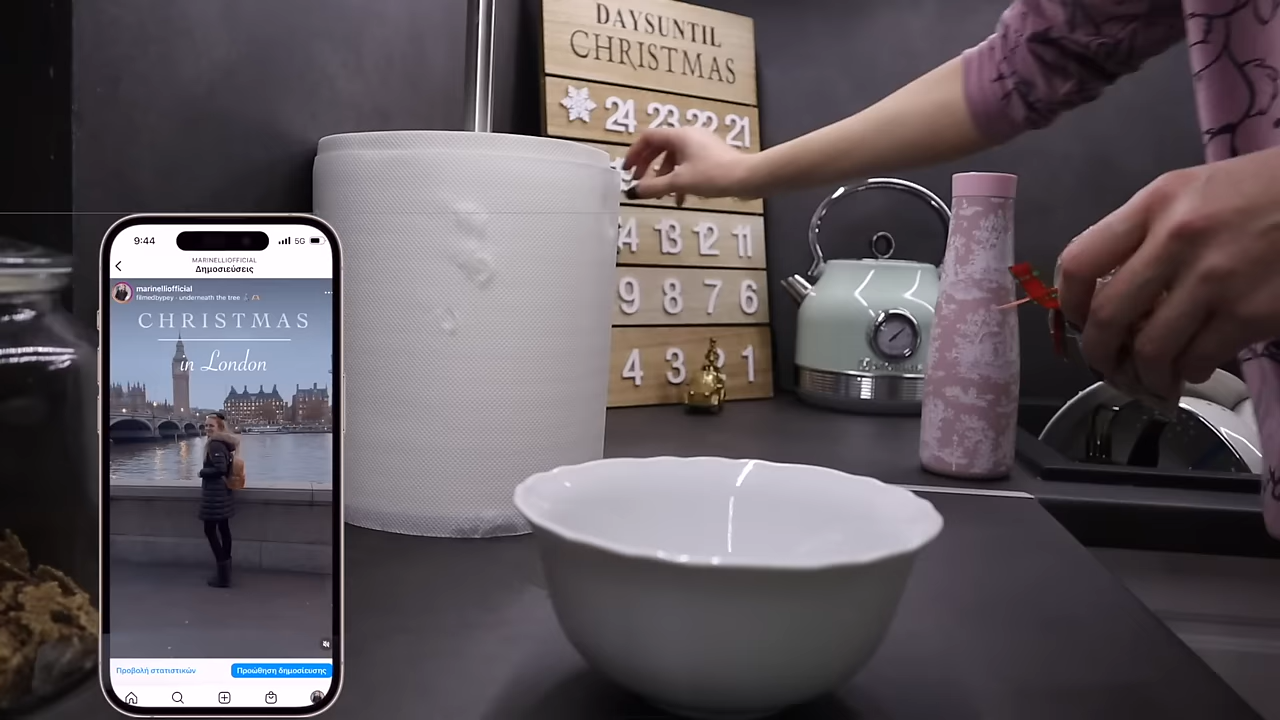 DAYSUNTIL
CHRISTMAS
24 23 22 21
14 13 12 11
9 8 7 6
4 3 1
9:44
5G
MARINELLIOFFICIAL
Δημοσιεύσεις
marinelliofficial
filmedbypey · underneath the tree
CHRISTMAS
in London
Προβολή στατιστικών
Προώθηση δημοσίευσης